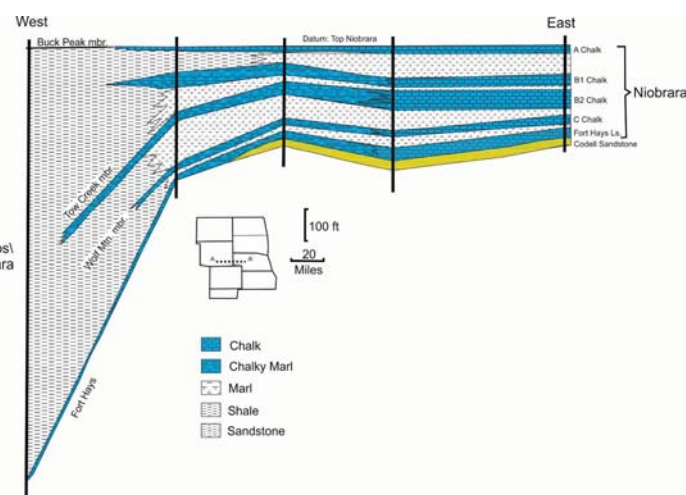 West
East
Buck Peak mbr.
Datum: Top Niobrara
A Chalk
B1 Chalk
Niobrara
B2 Chalk
C Chalk
Fort Hays Ls.
Codell Sandstone
Tow Creek mbr.
Wolf Mtn. mbr.
os\
ra
100 ft
20
Miles
A A'
Fort Hays
Chalk
Chalky Marl
Marl
Shale
Sandstone